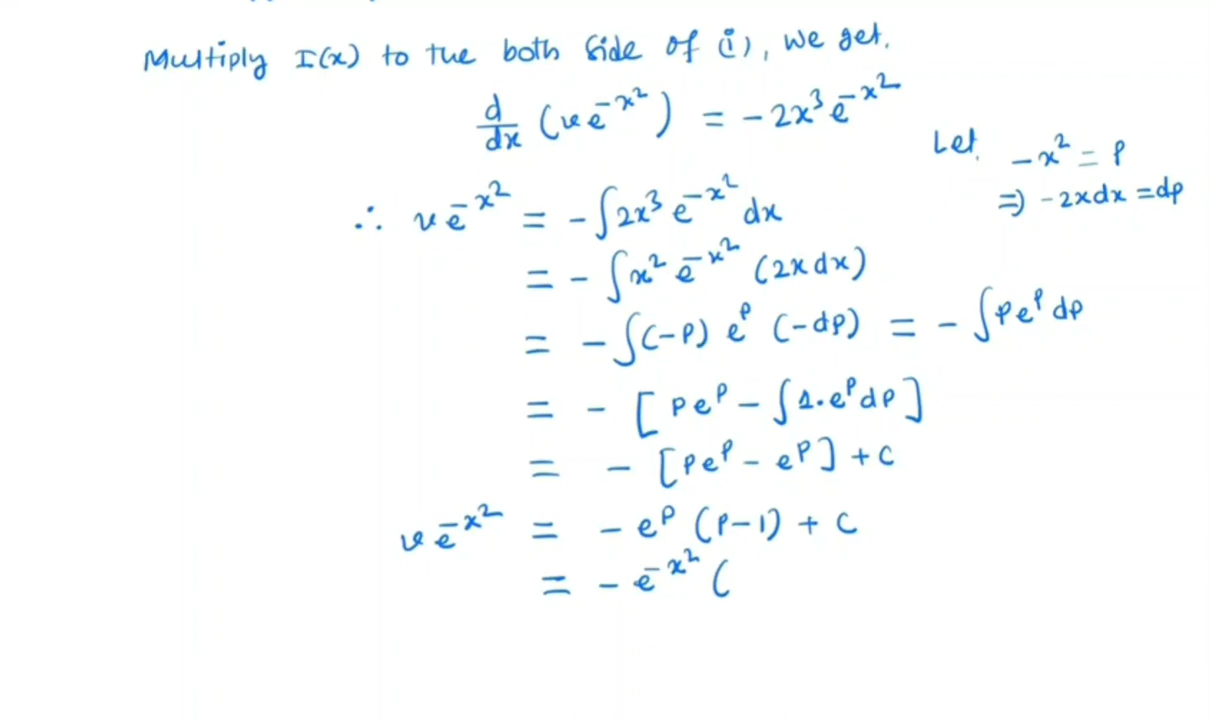 Multiply I(x) to the both side of (i), we get.
d/dx (v e^{-x^2}) = -2x^3 e^{-x^2}
Let -x^2 = p
⇒ -2x dx = dp
∴ v e^{-x^2} = -∫2x^3 e^{-x^2} dx
= -∫x^2 e^{-x^2} (2x dx)
= -∫(-p) e^p (-dp) = -∫p e^p dp
= -[p e^p - ∫1.e^p dp]
= -[p e^p - e^p] + c
v e^{-x^2} = -e^p (p-1) + c
= -e^{-x^2} (